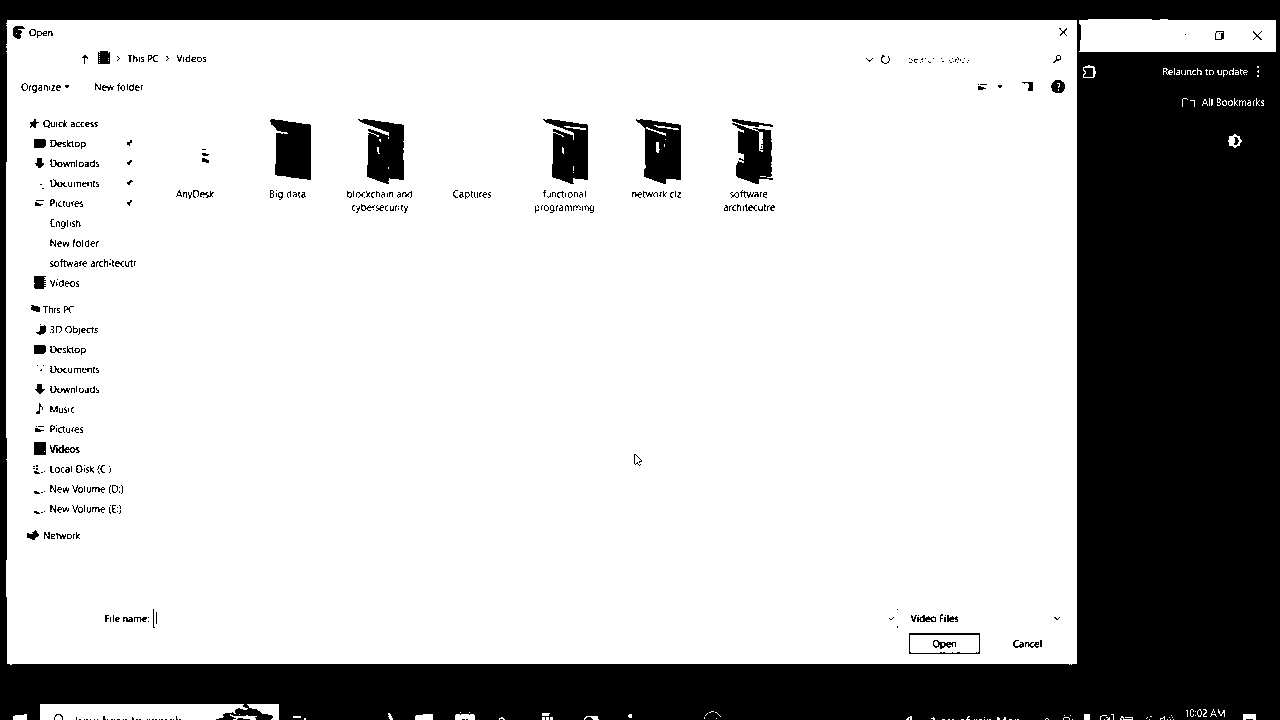 Open
This PC > Videos
Organize
New folder
Relaunch to update
All Bookmarks
Quick access
Desktop
Downloads
Documents
Pictures
English
New folder
software architecutr
Videos
This PC
3D Objects
Desktop
Documents
Downloads
Music
Pictures
Videos
Local Disk (C:)
New Volume (D:)
New Volume (E:)
Network
AnyDesk
Big data
blockchain and
cybersecurity
Captures
functional
programming
network clz
software
architecutre
File name:
Video Files
Open
Cancel
10:02 AM